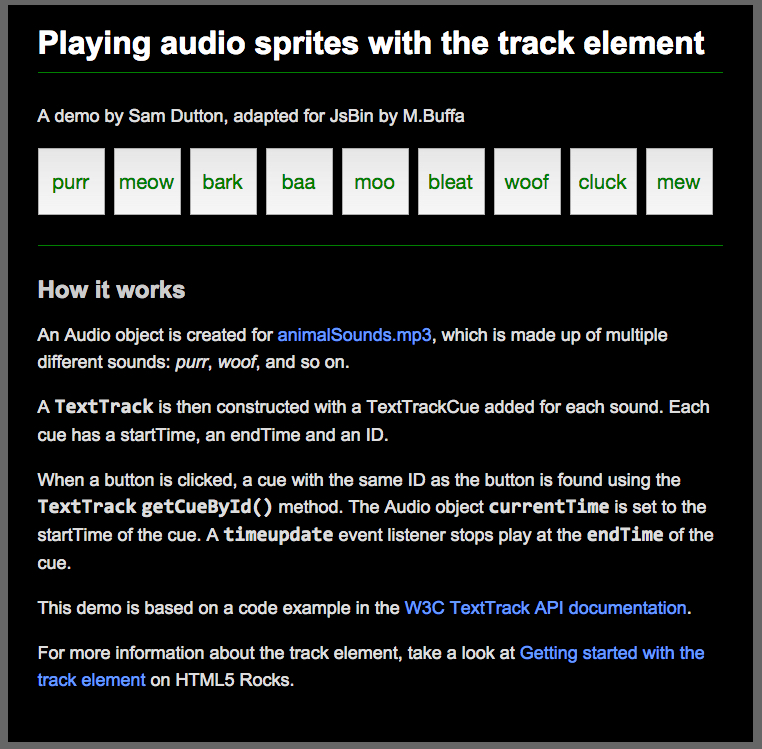 Playing audio sprites with the track element
A demo by Sam Dutton, adapted for JsBin by M.Buffa
purr meow bark baa moo bleat woof cluck mew
How it works
An Audio object is created for animalSounds.mp3, which is made up of multiple
different sounds: purr, woof, and so on.
A TextTrack is then constructed with a TextTrackCue added for each sound. Each
cue has a startTime, an endTime and an ID.
When a button is clicked, a cue with the same ID as the button is found using the
TextTrack getCueById() method. The Audio object currentTime is set to the
startTime of the cue. A timeupdate event listener stops play at the endTime of the
cue.
This demo is based on a code example in the W3C TextTrack API documentation.
For more information about the track element, take a look at Getting started with the
track element on HTML5 Rocks.